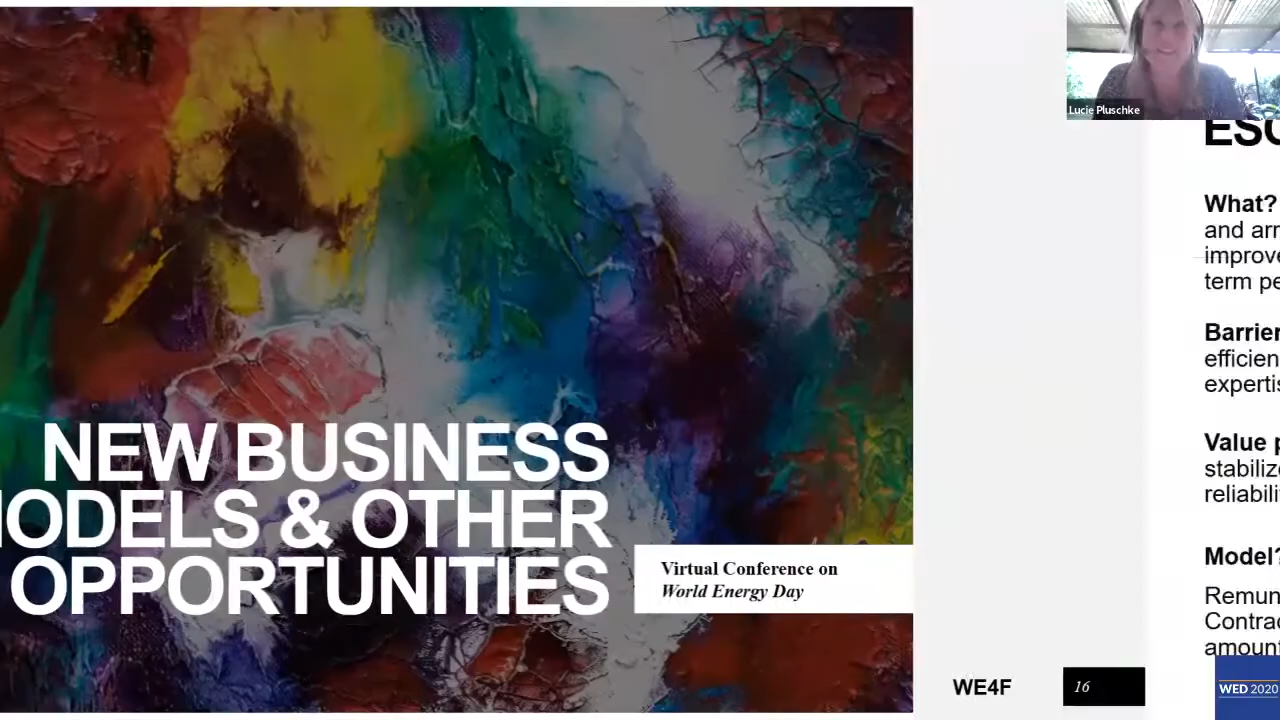 NEW BUSINESS
ODELS & OTHER
OPPORTUNITIES
Virtual Conference on
World Energy Day
WE4F
16
Lucie Pluschke
ESC
What?
and arr
improve
term pe
Barrier
efficien
expertis
Value p
stabilize
reliabili
Model?
Remun
Contrac
amount
WED 2020